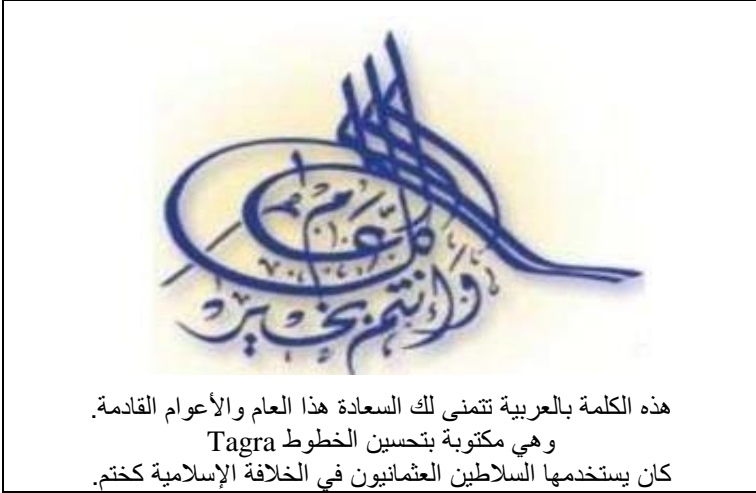 كل عام
وأنتم بخير
هذه الكلمة بالعربية تتمنى لك السعادة هذا العام والأعوام القادمة.
وهي مكتوبة بتحسين الخطوط Tagra
كان يستخدمها السلاطين العثمانيون في الخلافة الإسلامية كختم.